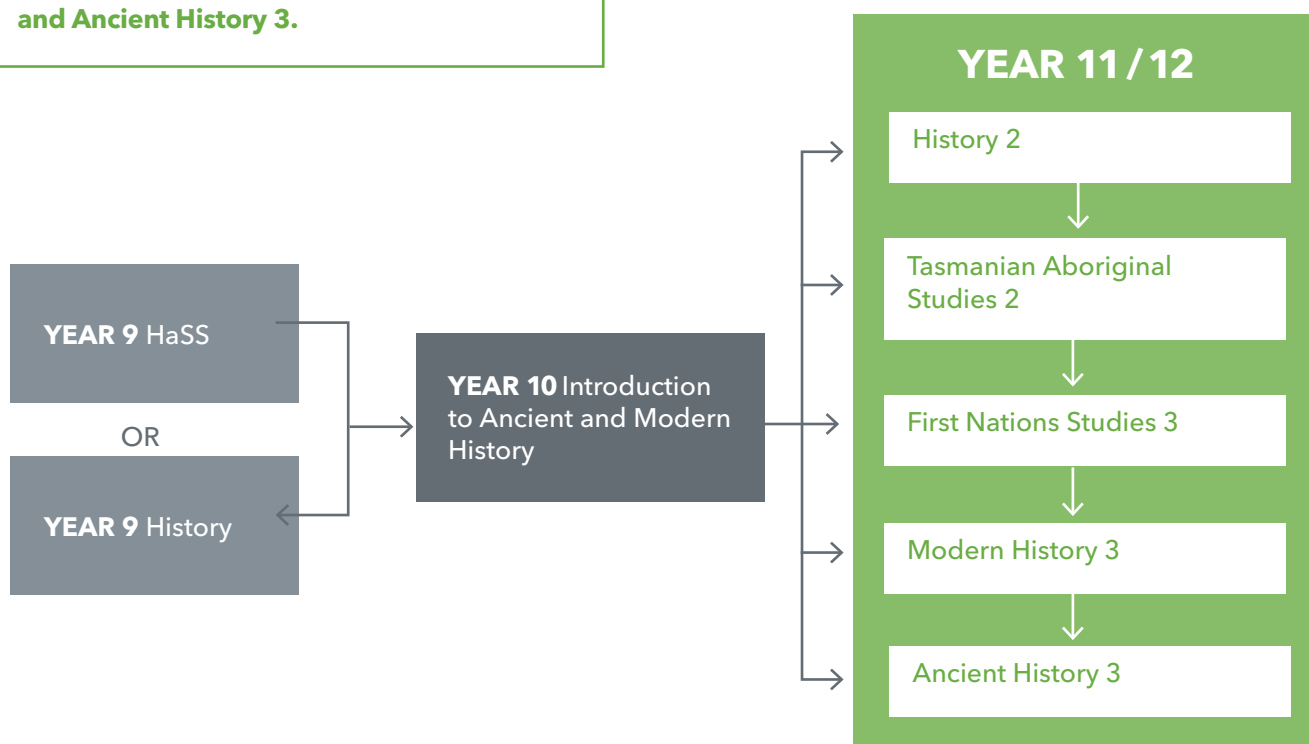 and Ancient History 3.
YEAR 9 HaSS
OR
YEAR 9 History
YEAR 10 Introduction
to Ancient and Modern
History
YEAR 11 / 12
History 2
Tasmanian Aboriginal
Studies 2
First Nations Studies 3
Modern History 3
Ancient History 3